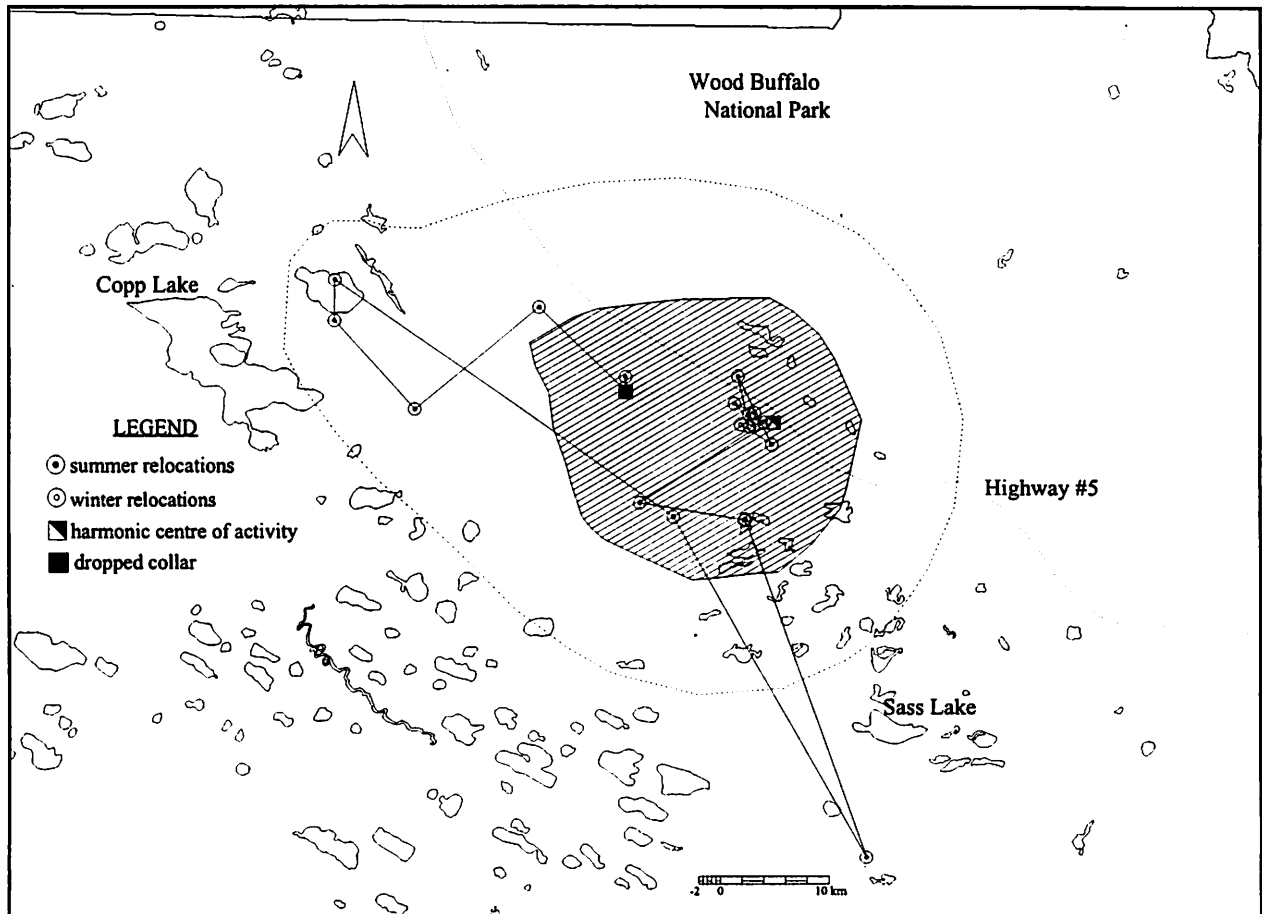 Wood Buffalo
National Park
Copp Lake
LEGEND
summer relocations
winter relocations
harmonic centre of activity
dropped collar
Highway #5
Sass Lake
-2 0 10 km